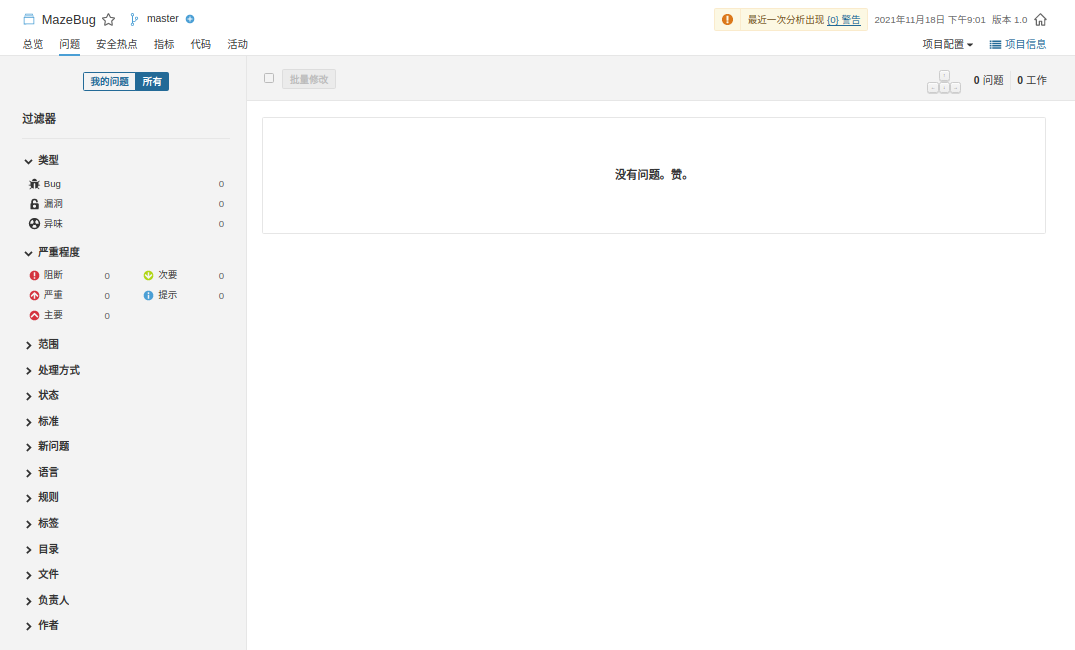 MazeBug master 最近一次分析出现 {0} 警告 2021年11月18日 下午9:01 版本 1.0
总览 问题 安全热点 指标 代码 活动 项目配置 项目信息
我的问题 所有 批量修改 0 问题 0 工作
过滤器
没有问题。赞。
类型
Bug 0
漏洞 0
异味 0
严重程度
阻断 0 次要 0
严重 0 提示 0
主要 0
范围
处理方式
状态
标准
新问题
语言
规则
标签
目录
文件
负责人
作者